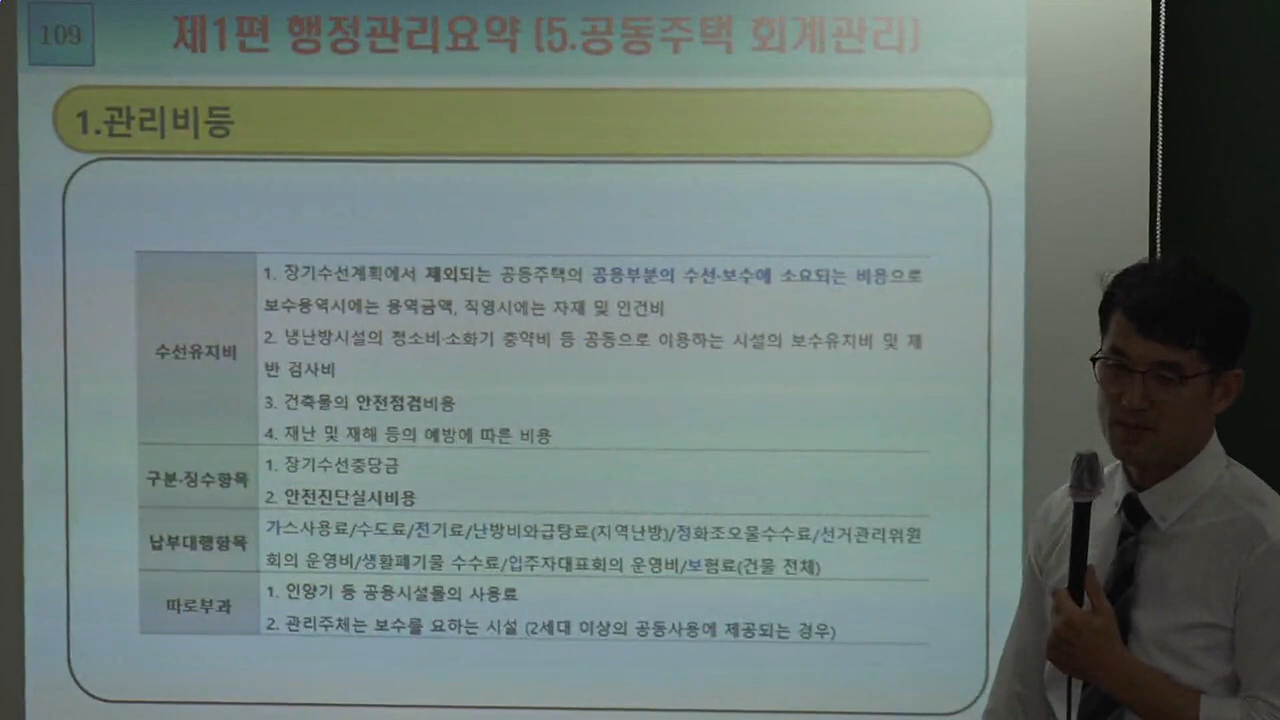 109
제1편 행정관리요약 (5.공동주택 회계관리)
1.관리비등
수선유지비
1. 장기수선계획에서 제외되는 공동주택의 공용부분의 수선·보수에 소요되는 비용으로
보수용역시에는 용역금액, 직영시에는 자재 및 인건비
2. 냉난방시설의 청소비·소화기 충약비 등 공동으로 이용하는 시설의 보수유지비 및 제
반 검사비
3. 건축물의 안전점검비용
4. 재난 및 재해 등의 예방에 따른 비용
구분·징수항목
1. 장기수선충당금
2. 안전진단실시비용
납부대행항목
가스사용료/수도료/전기료/난방비와급탕료(지역난방)/정화조오물수수료/선거관리위원
회의 운영비/생활폐기물 수수료/입주자대표회의 운영비/보험료(건물 전체)
따로부과
1. 인양기 등 공용시설물의 사용료
2. 관리주체는 보수를 요하는 시설 (2세대 이상의 공동사용에 제공되는 경우)